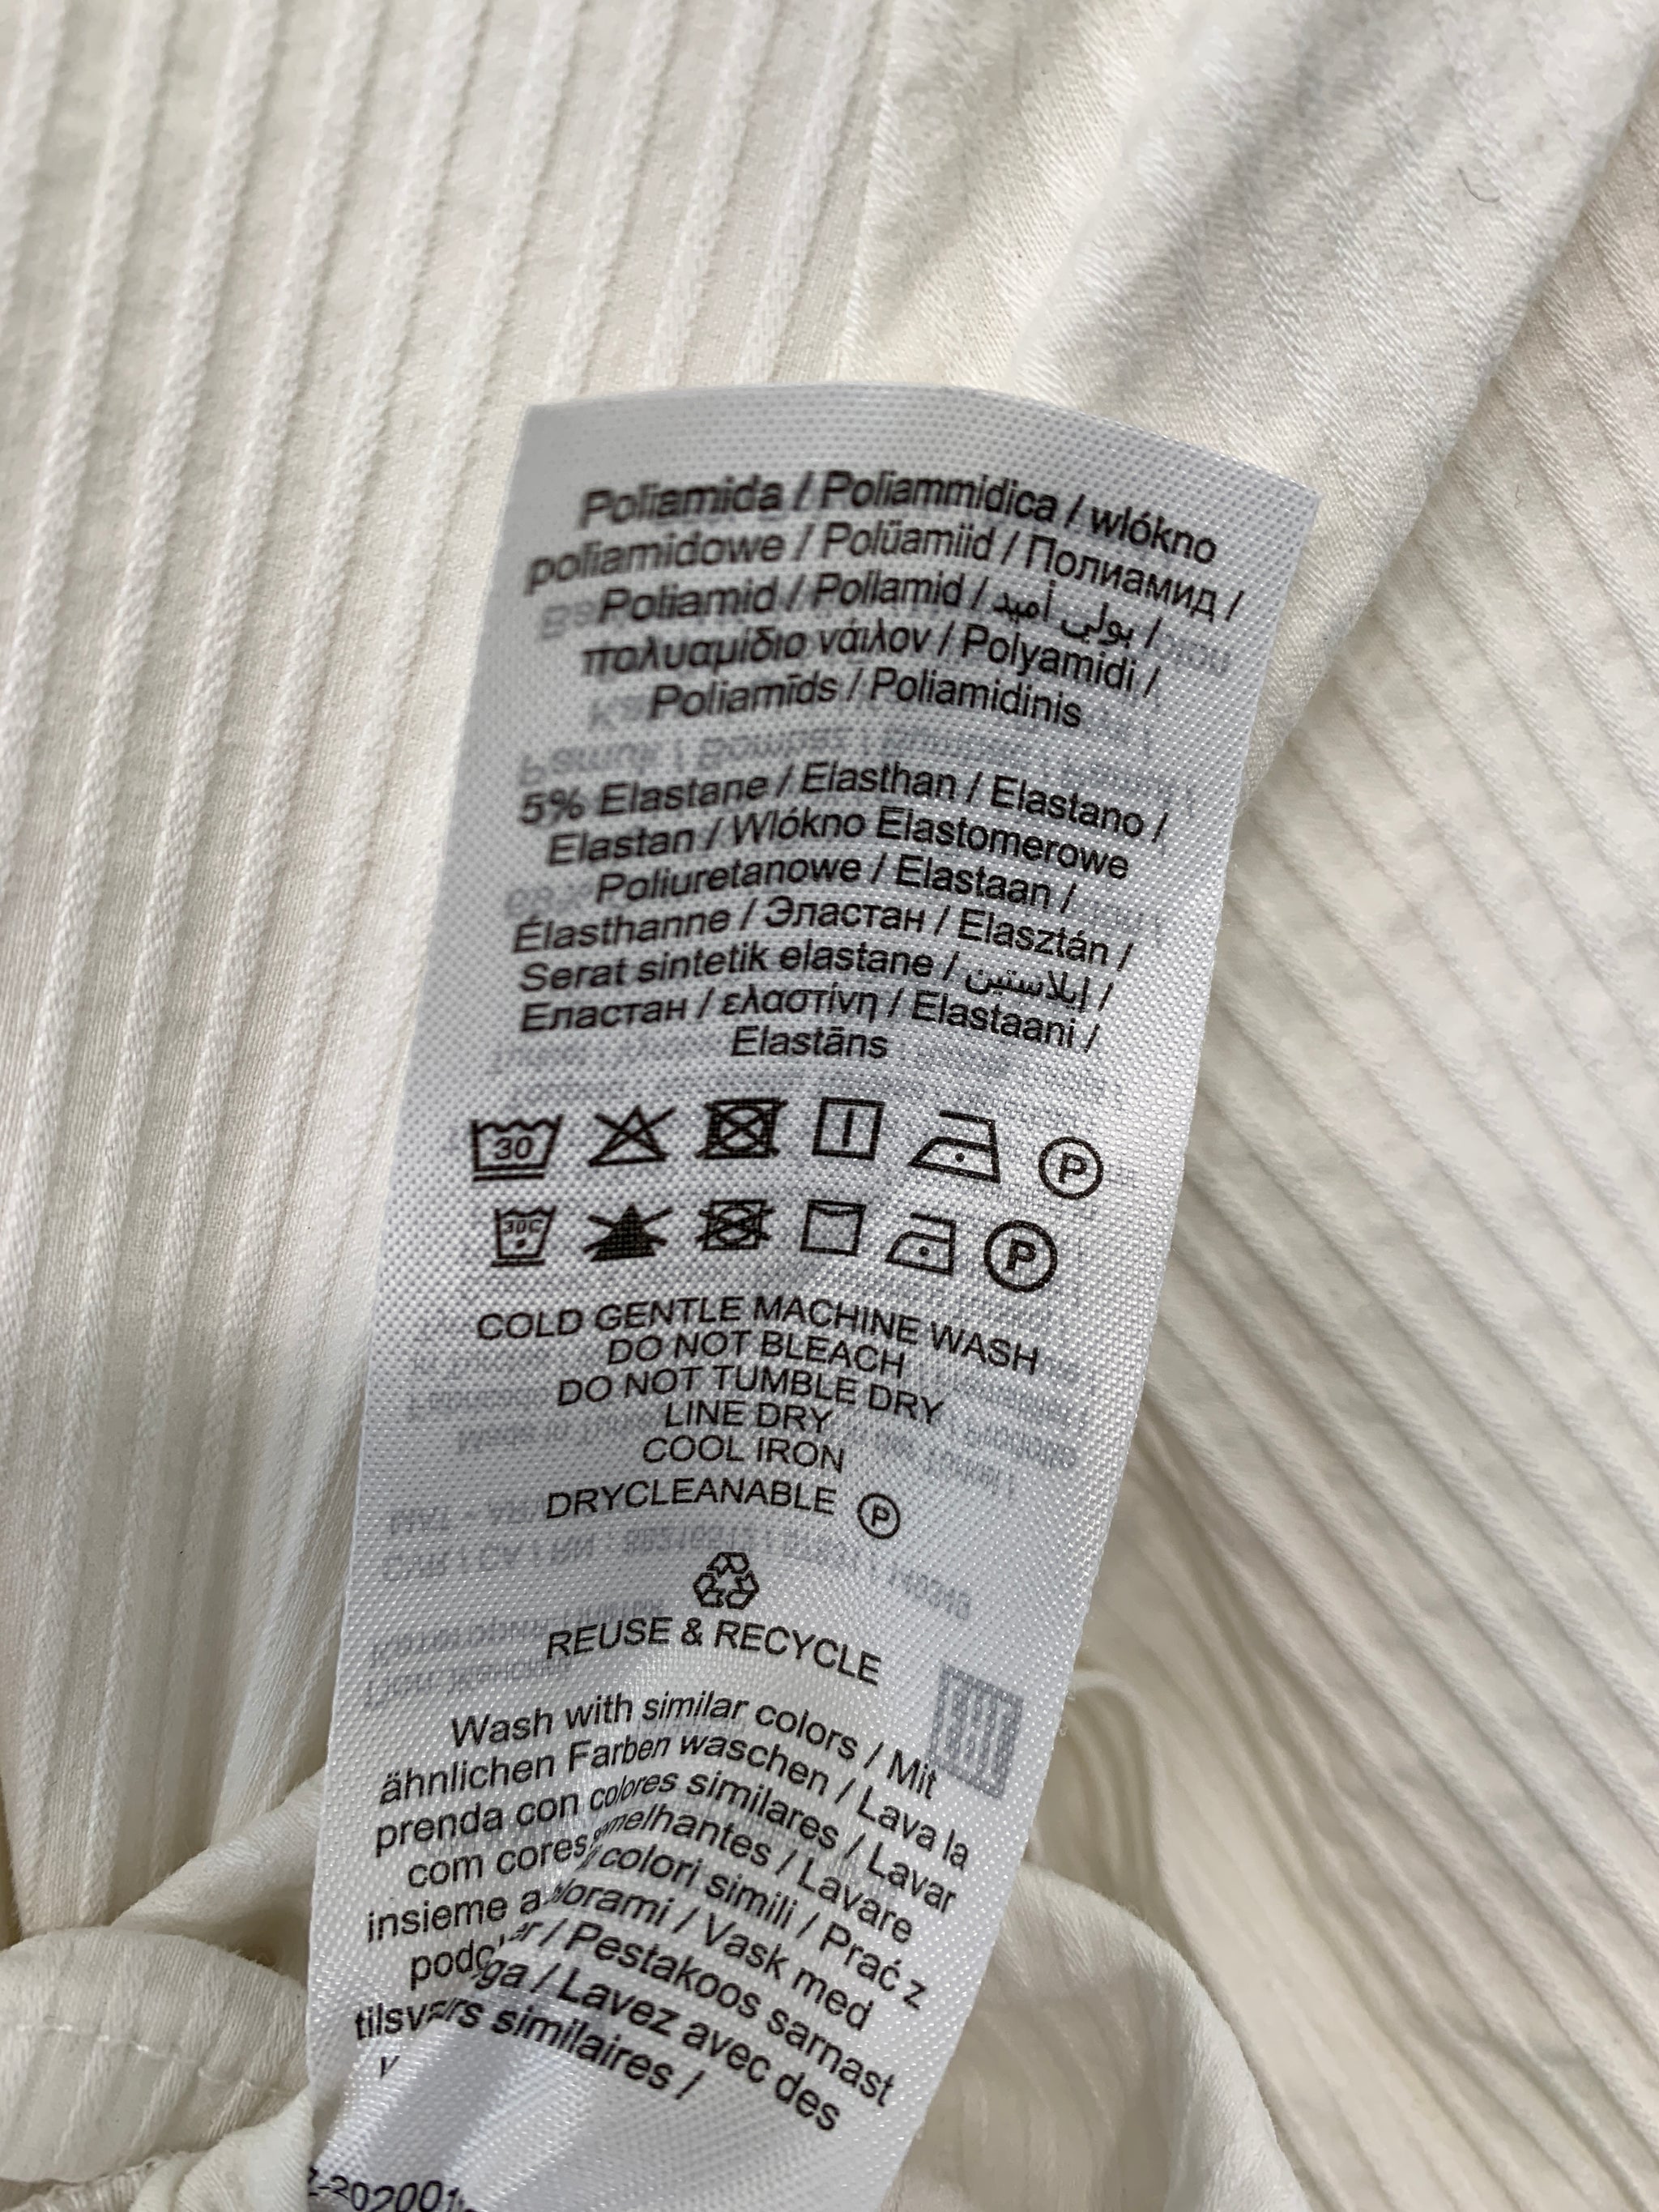 Poliamida / Poliammidica / wlókno
poliamidowe / Polüamiid / Полиамид /
Poliamid / Poliamid / بولي أميد /
πολυαμίδιο νάιλον / Polyamidi /
Poliamīds / Poliamidinis
5% Elastane / Elasthan / Elastano /
Elastan / Wlókno Elastomerowe
Poliuretanowe / Elastaan /
Élasthanne / Эластан / Elasztán /
Serat sintetik elastane / إيلاستين /
Еластан / ελαστίνη / Elastaani /
Elastāns
30 P
30C P
COLD GENTLE MACHINE WASH
DO NOT BLEACH
DO NOT TUMBLE DRY
LINE DRY
COOL IRON
DRYCLEANABLE P
REUSE & RECYCLE
Wash with similar colors / Mit
ähnlichen Farben waschen / Lava la
prenda con colores similares / Lavar
com cores semelhantes / Lavare
insieme a colori simili / Prać z
/ Vask med
/ Pestakoos sarnast
/ Lavez avec des
similaires /